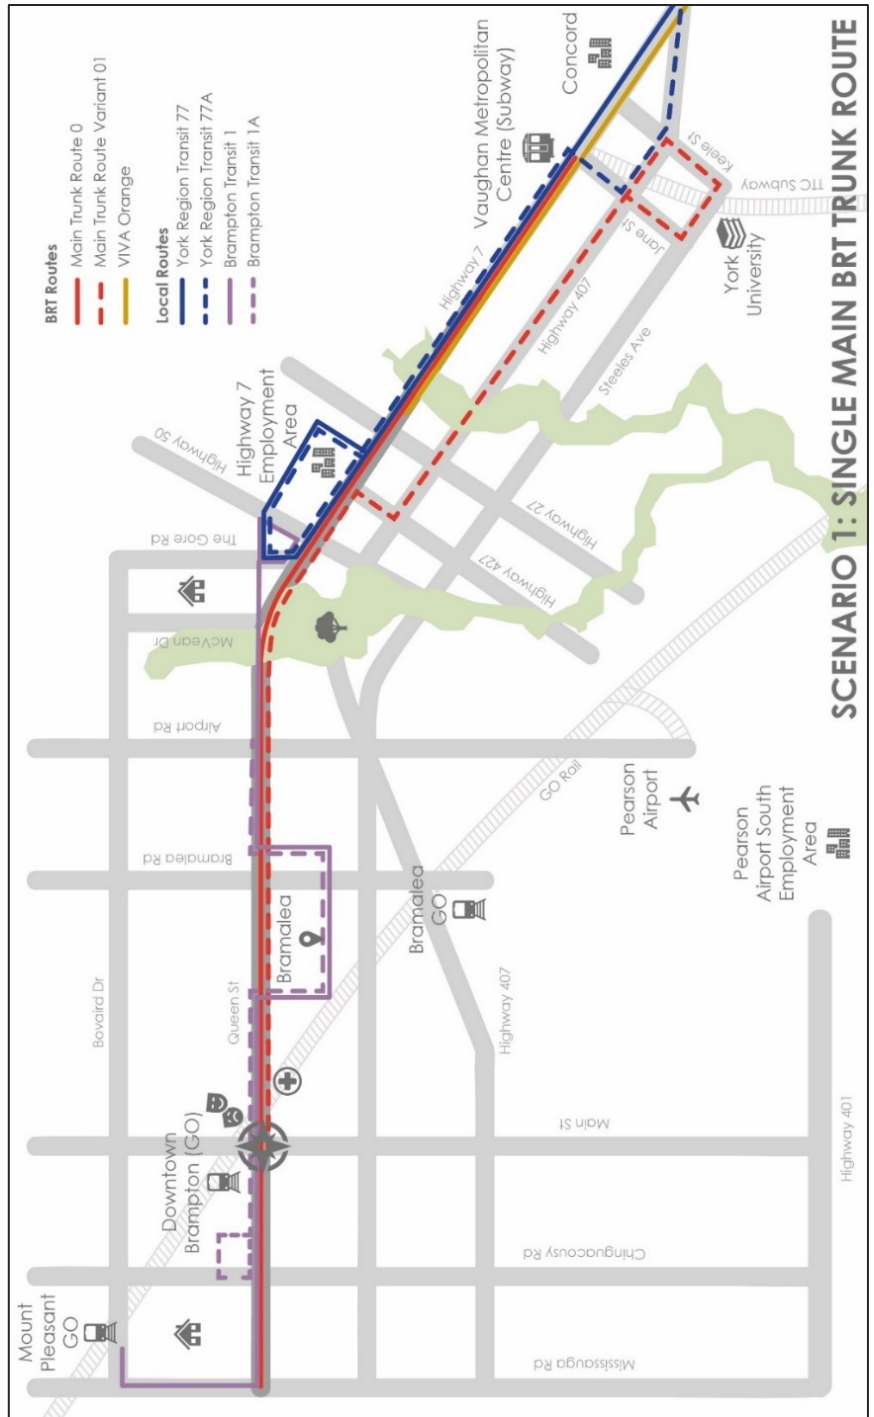 SCENARIO 1: SINGLE MAIN BRT TRUNK ROUTE
BRT Routes
Main Trunk Route 0
Main Trunk Route Variant 01
VIVA Orange
Local Routes
York Region Transit 77
York Region Transit 77A
Brampton Transit 1
Brampton Transit 1A
Mount
Pleasant
GO
Downtown
Brampton (GO)
Bovaird Dr
Queen St
Bramalea
Bramalea
GO
Mississauga Rd
Chinguacousy Rd
Main St
Bramalea Rd
Airport Rd
McVean Dr
The Gore Rd
Highway 50
Highway 7
Employment
Area
Highway 7
Vaughan Metropolitan
Centre (Subway)
Concord
Highway 407
Steeles Ave
Highway 27
Highway 427
Jane St
Keele St
TTC Subway
York
University
GO Rail
Highway 407
Pearson
Airport
Pearson
Airport South
Employment
Area
Highway 401